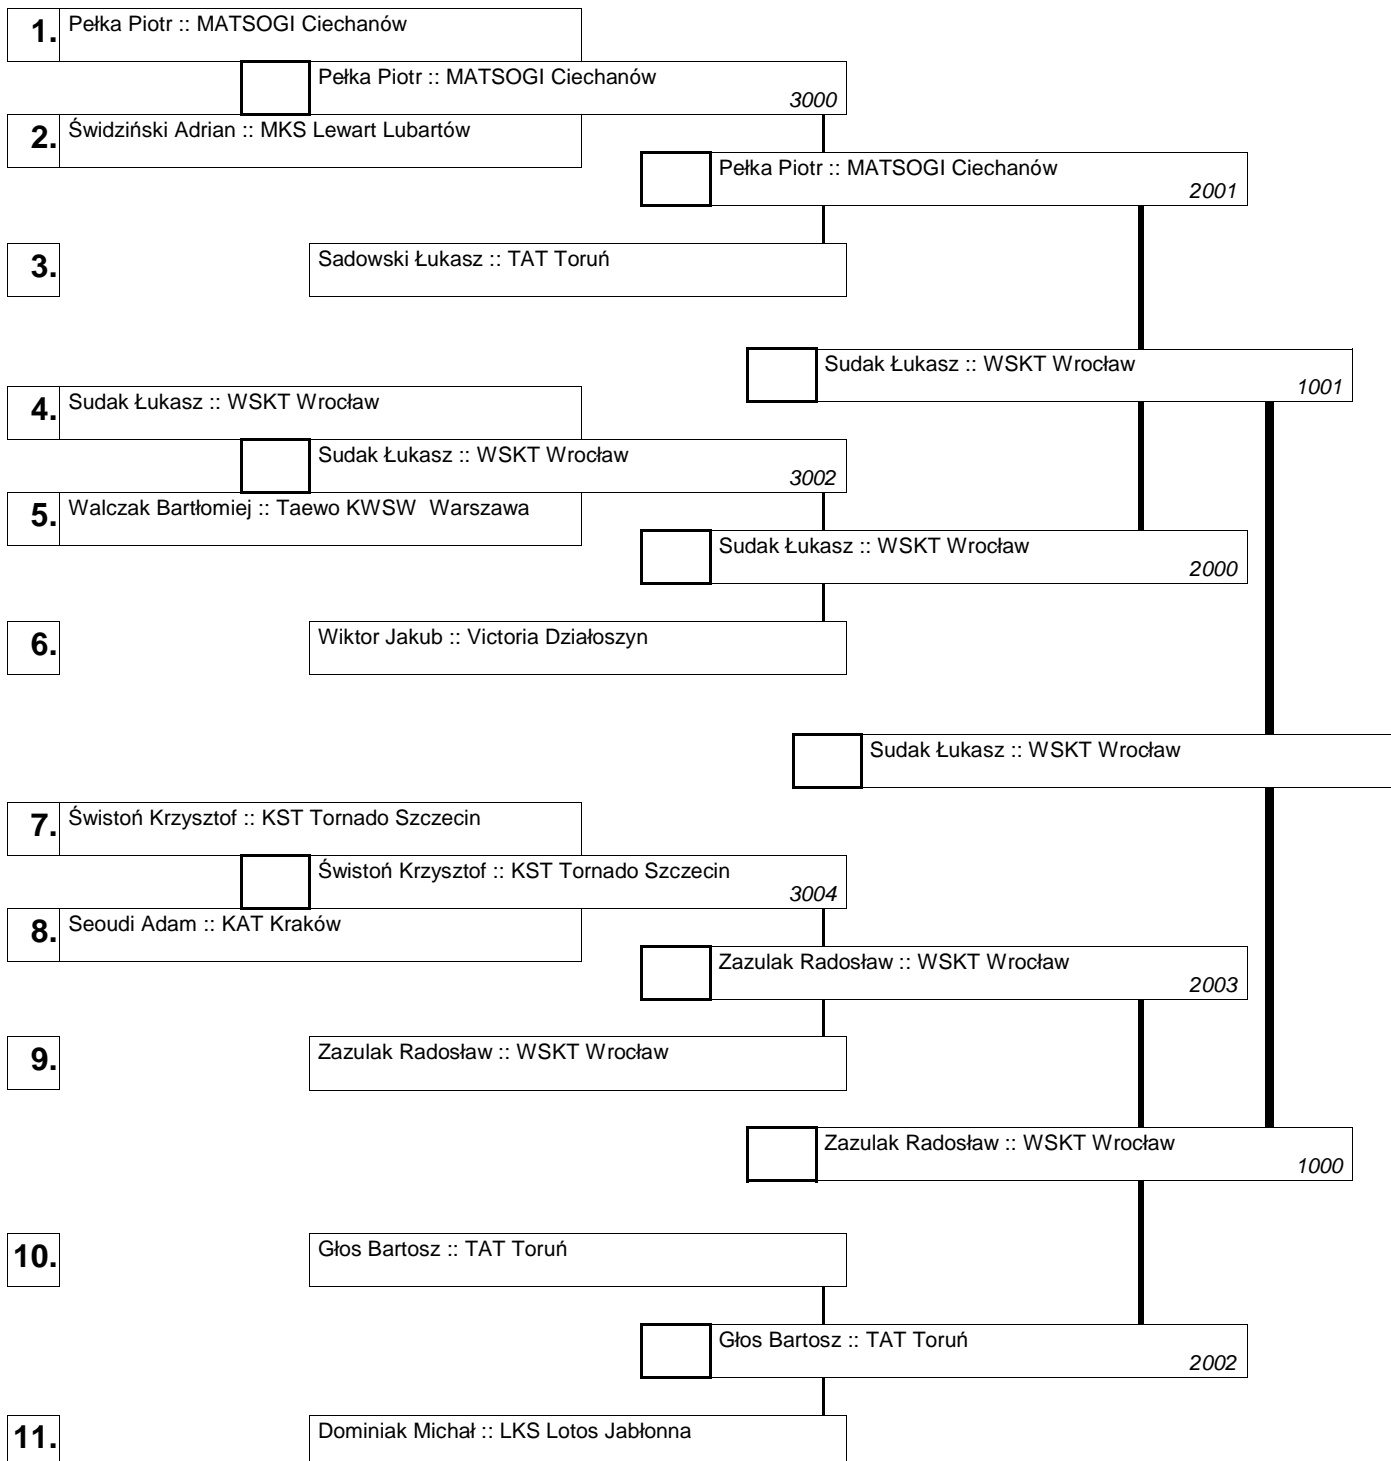 1. Pełka Piotr :: MATSOGI Ciechanów
Pełka Piotr :: MATSOGI Ciechanów
3000
2. Świdziński Adrian :: MKS Lewart Lubartów
Pełka Piotr :: MATSOGI Ciechanów
2001
3. Sadowski Łukasz :: TAT Toruń
Sudak Łukasz :: WSKT Wrocław
1001
4. Sudak Łukasz :: WSKT Wrocław
Sudak Łukasz :: WSKT Wrocław
3002
5. Walczak Bartłomiej :: Taewo KWSW Warszawa
Sudak Łukasz :: WSKT Wrocław
2000
6. Wiktor Jakub :: Victoria Działoszyn
Sudak Łukasz :: WSKT Wrocław
7. Świstoń Krzysztof :: KST Tornado Szczecin
Świstoń Krzysztof :: KST Tornado Szczecin
3004
8. Seoudi Adam :: KAT Kraków
Zazulak Radosław :: WSKT Wrocław
2003
9. Zazulak Radosław :: WSKT Wrocław
Zazulak Radosław :: WSKT Wrocław
1000
10. Głos Bartosz :: TAT Toruń
Głos Bartosz :: TAT Toruń
2002
11. Dominiak Michał :: LKS Lotos Jabłonna